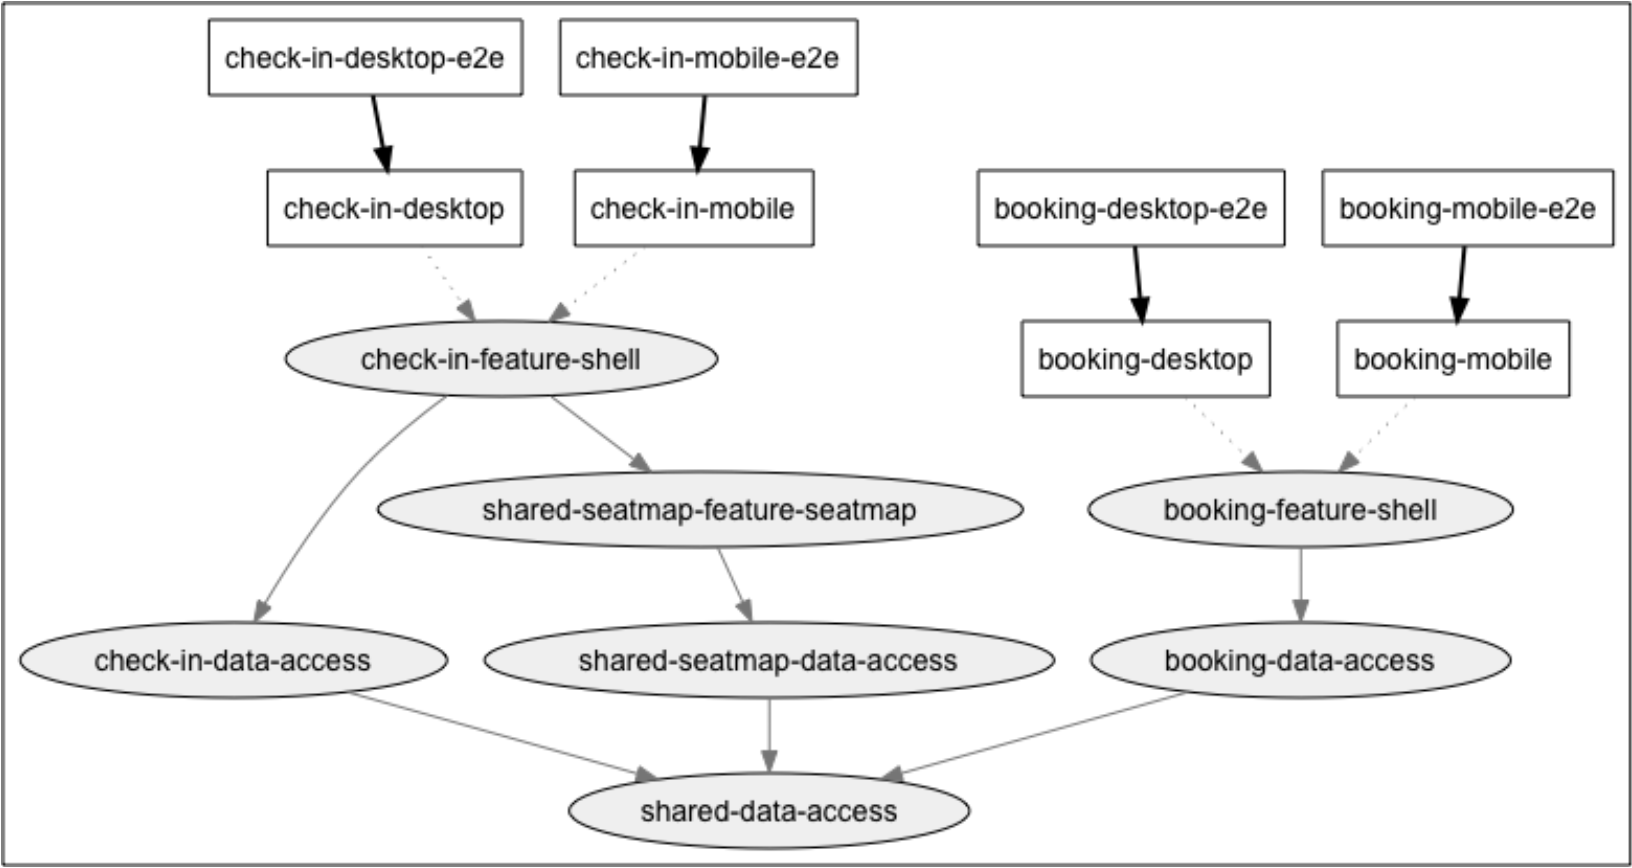 check-in-desktop-e2e
check-in-mobile-e2e
check-in-desktop
check-in-mobile
booking-desktop-e2e
booking-mobile-e2e
check-in-feature-shell
booking-desktop
booking-mobile
shared-seatmap-feature-seatmap
booking-feature-shell
check-in-data-access
shared-seatmap-data-access
booking-data-access
shared-data-access